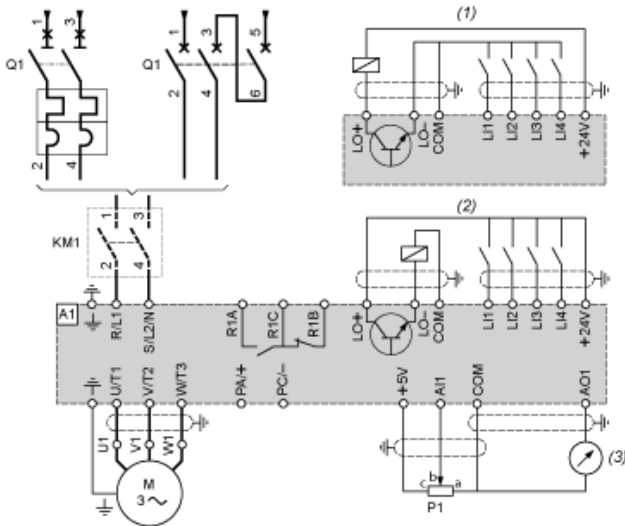 1 3 1 3 5
Q1 Q1
2 4 2 4 6
(1)
LO+ LO- COM LI1 LI2 LI3 LI4 +24V
1 3
KM1
2 4
(2)
A1 R/L1 S/L2/N R1A R1C R1B LO+ LO- COM LI1 LI2 LI3 LI4 +24V
U/T1 V/T2 W/T3 PA/+ PC/- +5V AI1 COM AO1
U1 V1 W1
(3)
M
3
c b a
P1